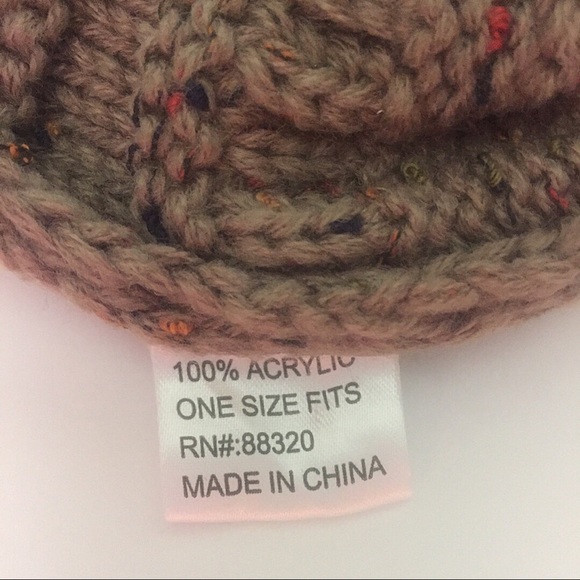 100% ACRYLIC
ONE SIZE FITS
RN#:88320
MADE IN CHINA